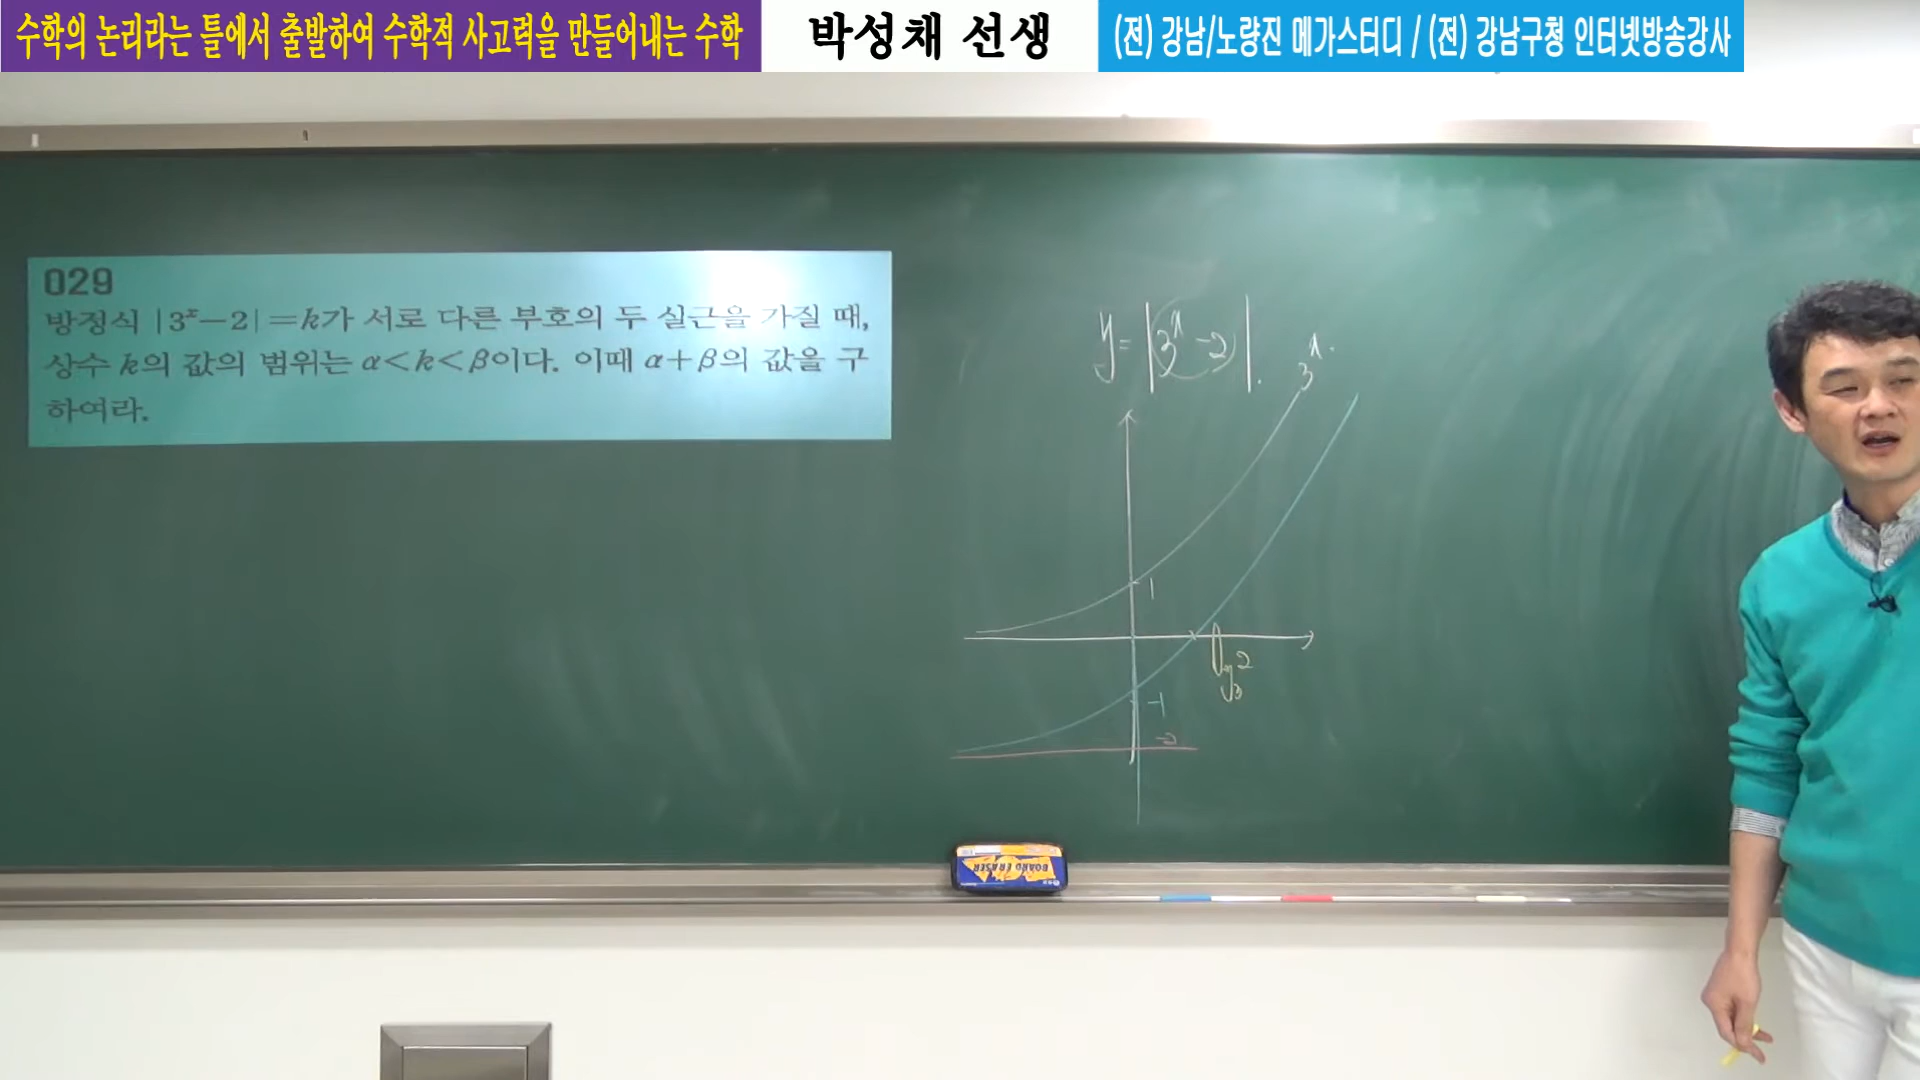 수학의 논리라는 틀에서 출발하여 수학적 사고력을 만들어내는 수학
박성채 선생
(전) 강남/노량진 메가스터디 / (전) 강남구청 인터넷방송강사
029
방정식 |3ˣ−2|=k가 서로 다른 부호의 두 실근을 가질 때,
상수 k의 값의 범위는 α<k<β이다. 이때 α+β의 값을 구
하여라.
y=|3ˣ-2|.
3ˣ.
1
log₃2
-1
-2
BOARD ERASER